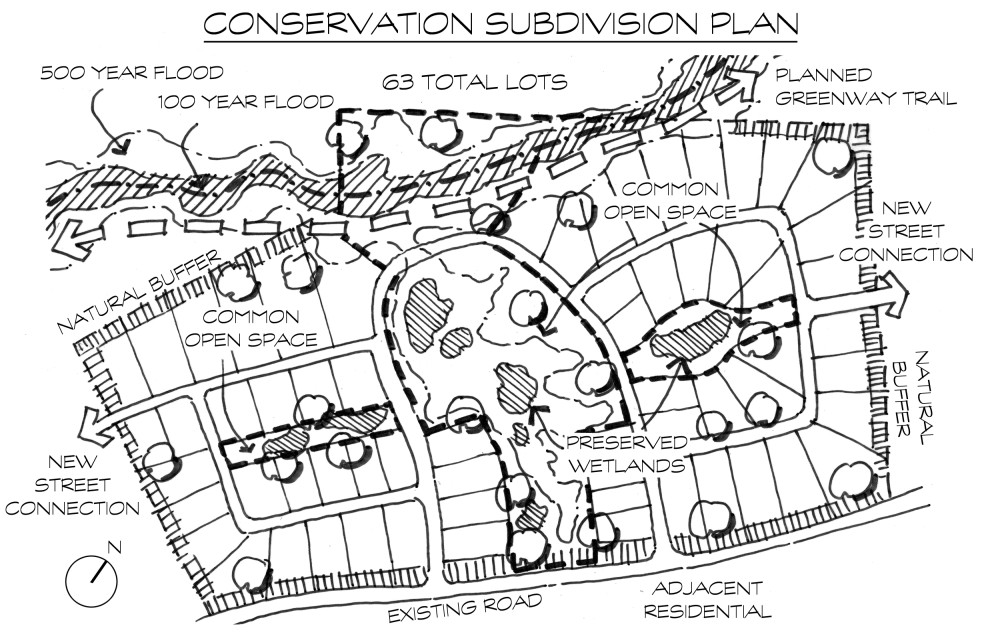 CONSERVATION SUBDIVISION PLAN
500 YEAR FLOOD
63 TOTAL LOTS
PLANNED
GREENWAY TRAIL
100 YEAR FLOOD
COMMON
OPEN SPACE
NEW
STREET
CONNECTION
NATURAL BUFFER
COMMON
OPEN SPACE
NATURAL
BUFFER
PRESERVED
WETLANDS
NEW
STREET
CONNECTION
N
EXISTING ROAD
ADJACENT
RESIDENTIAL